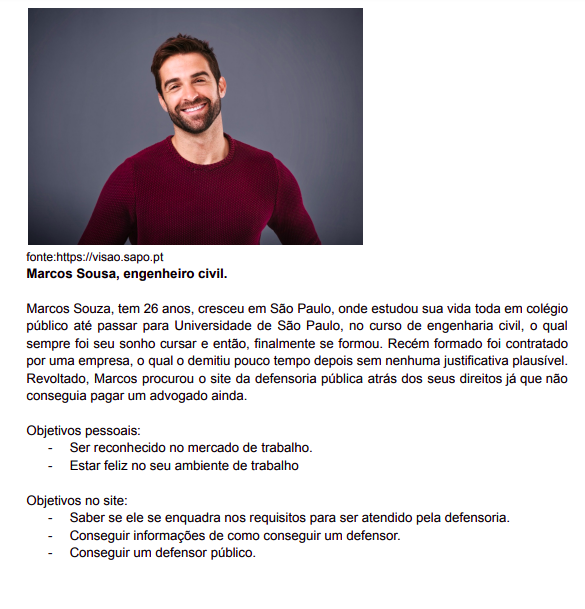 fonte:https://visao.sapo.pt
Marcos Sousa, engenheiro civil.
Marcos Souza, tem 26 anos, cresceu em São Paulo, onde estudou sua vida toda em colégio
público até passar para Universidade de São Paulo, no curso de engenharia civil, o qual
sempre foi seu sonho cursar e então, finalmente se formou. Recém formado foi contratado
por uma empresa, o qual o demitiu pouco tempo depois sem nenhuma justificativa plausível.
Revoltado, Marcos procurou o site da defensoria pública atrás dos seus direitos já que não
conseguia pagar um advogado ainda.
Objetivos pessoais:
- Ser reconhecido no mercado de trabalho.
- Estar feliz no seu ambiente de trabalho
Objetivos no site:
- Saber se ele se enquadra nos requisitos para ser atendido pela defensoria.
- Conseguir informações de como conseguir um defensor.
- Conseguir um defensor público.